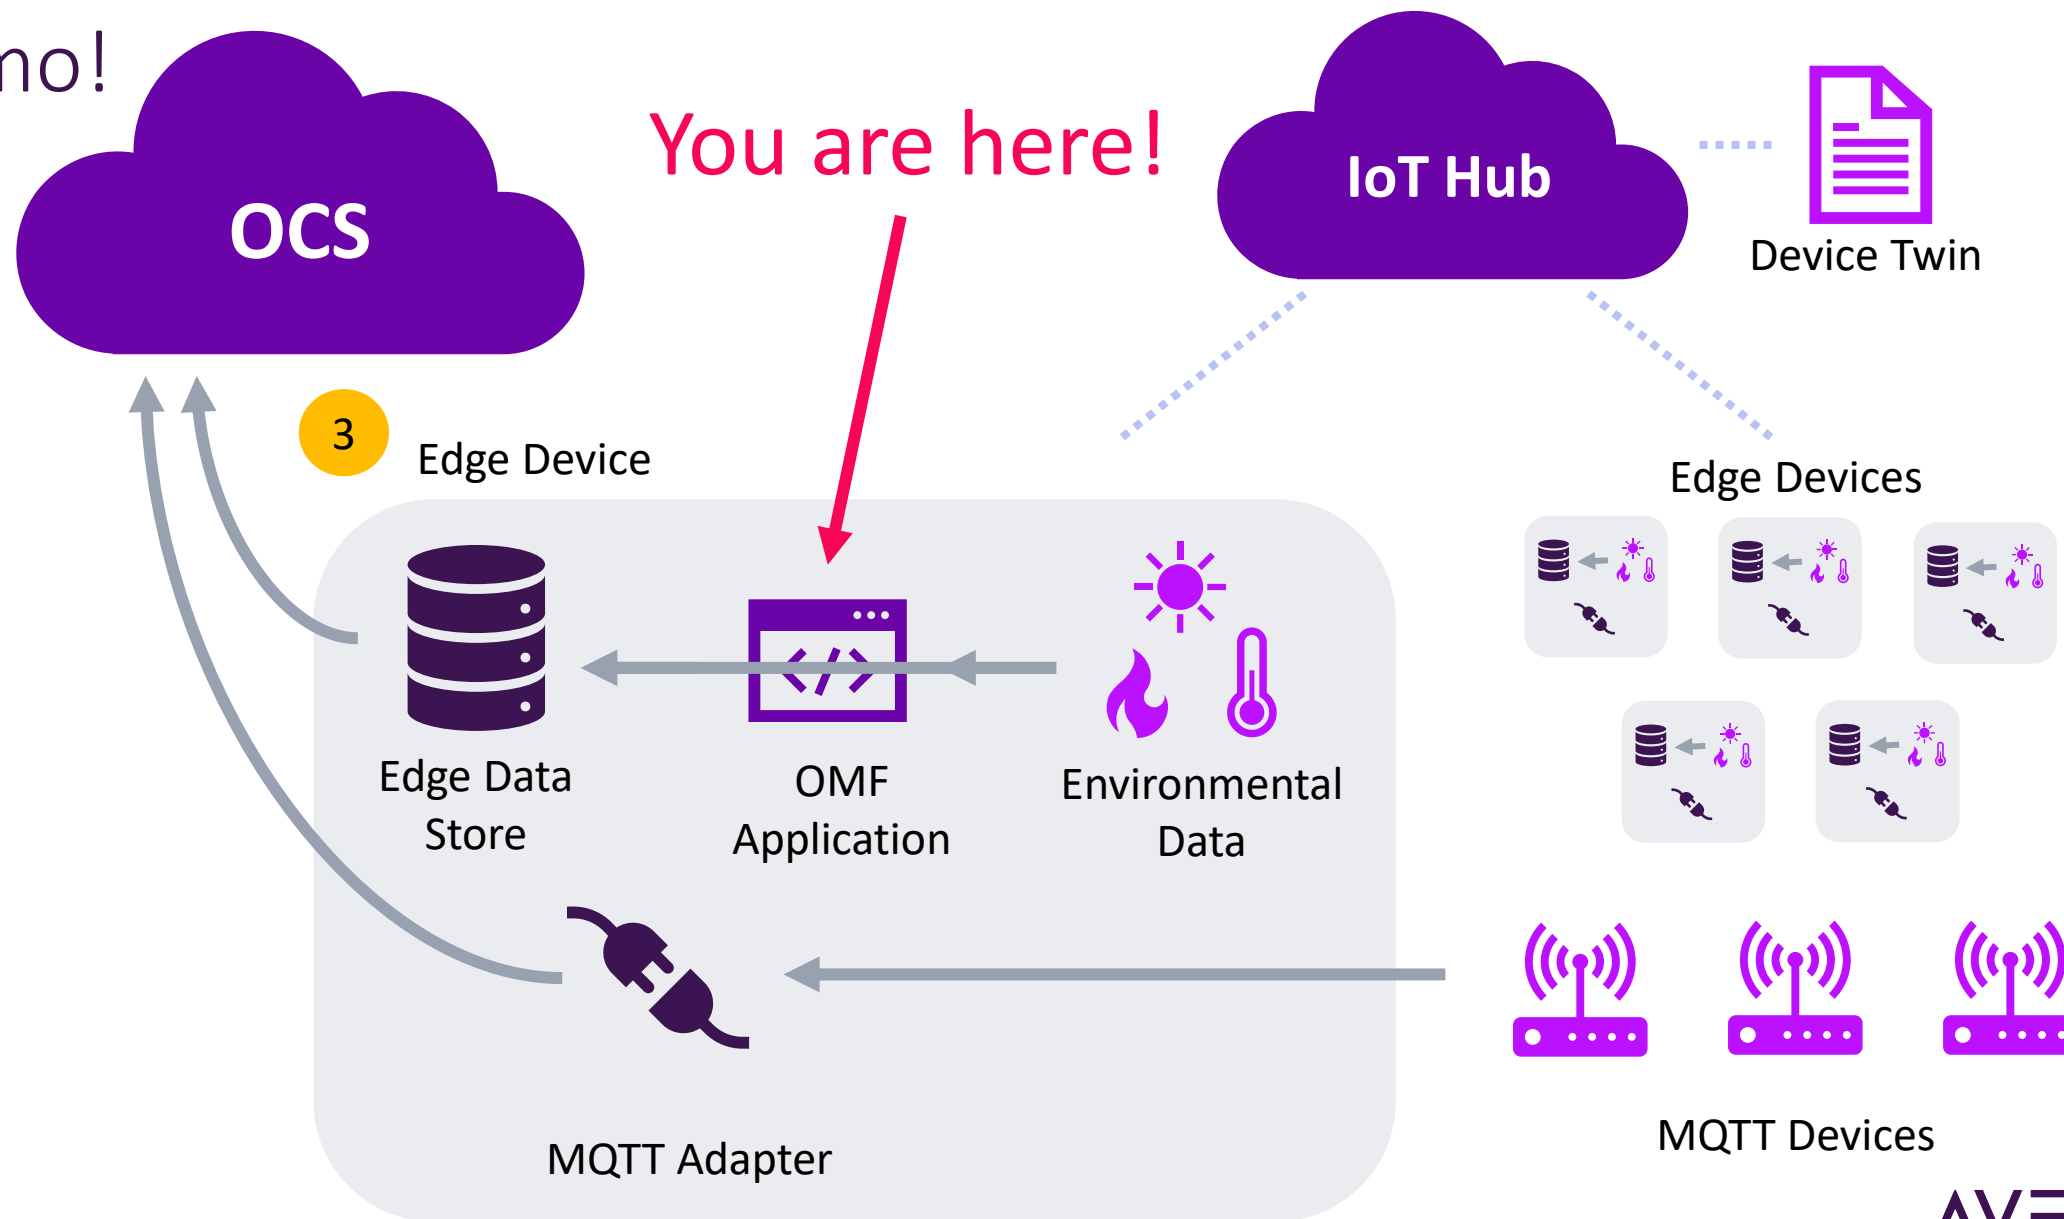 mo!
OCS
You are here!
IoT Hub
Device Twin
3
Edge Device
Edge Devices
Edge Data
Store
OMF
Application
Environmental
Data
MQTT Adapter
MQTT Devices